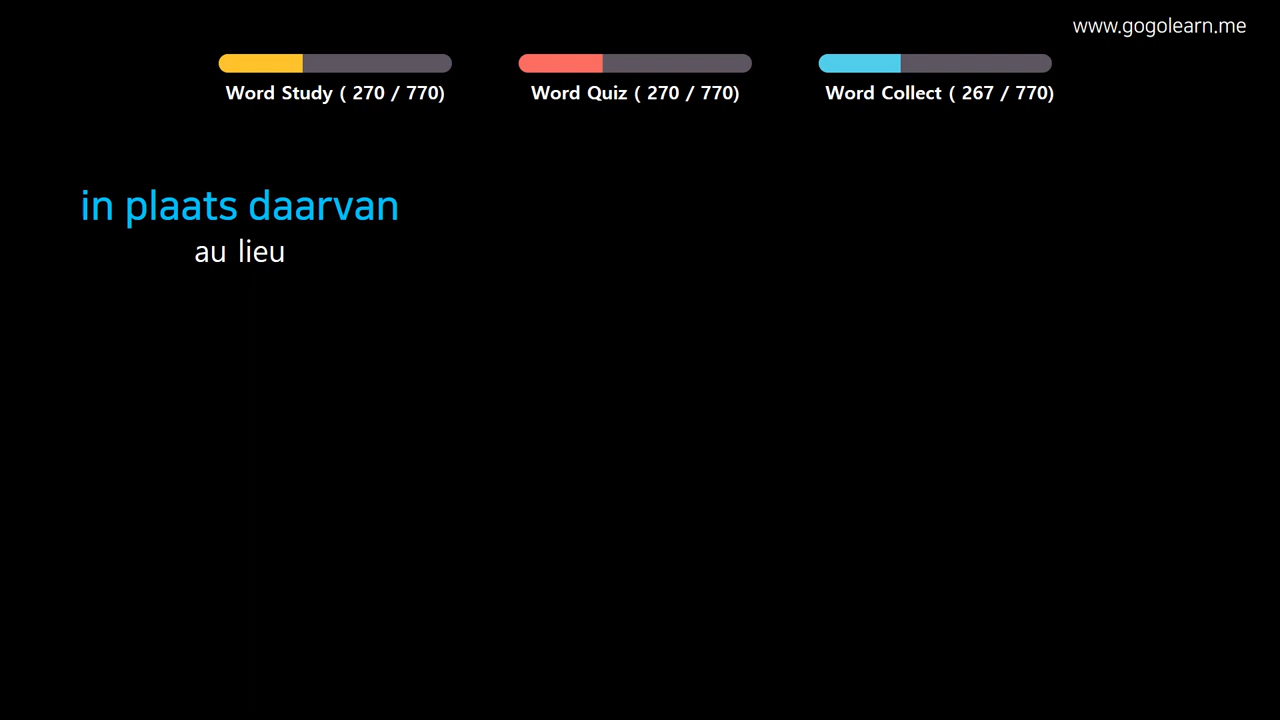 www.gogolearn.me
Word Study ( 270 / 770)
Word Quiz ( 270 / 770)
Word Collect ( 267 / 770)
in plaats daarvan
au lieu